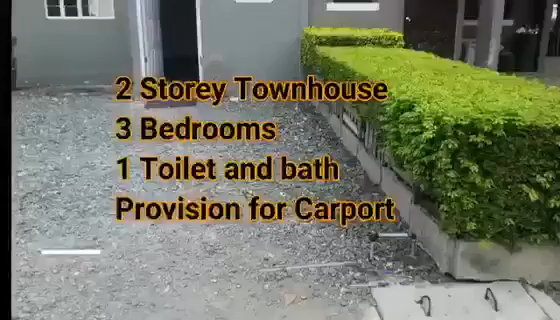 2 Storey Townhouse
3 Bedrooms
1 Toilet and bath
Provision for Carport